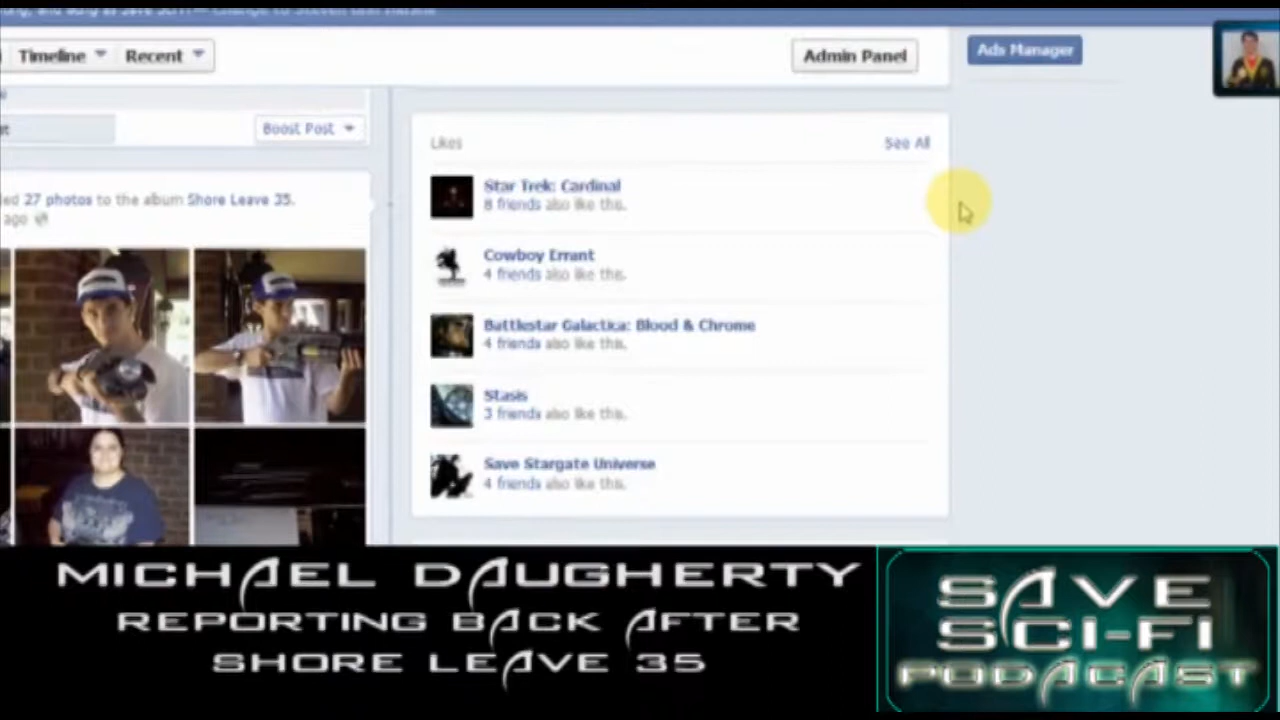 Timeline Recent
Admin Panel
Ads Manager
Boost Post
27 photos to the album Shore Leave 35.
ago
Likes
See All
Star Trek: Cardinal
8 friends also like this.
Cowboy Errant
4 friends also like this.
Battlestar Galactica: Blood & Chrome
4 friends also like this.
Stasis
3 friends also like this.
Save Stargate Universe
4 friends also like this.
MICHAEL DAUGHERTY
REPORTING BACK AFTER
SHORE LEAVE 35
SAVE
SCI-FI
PODACAST